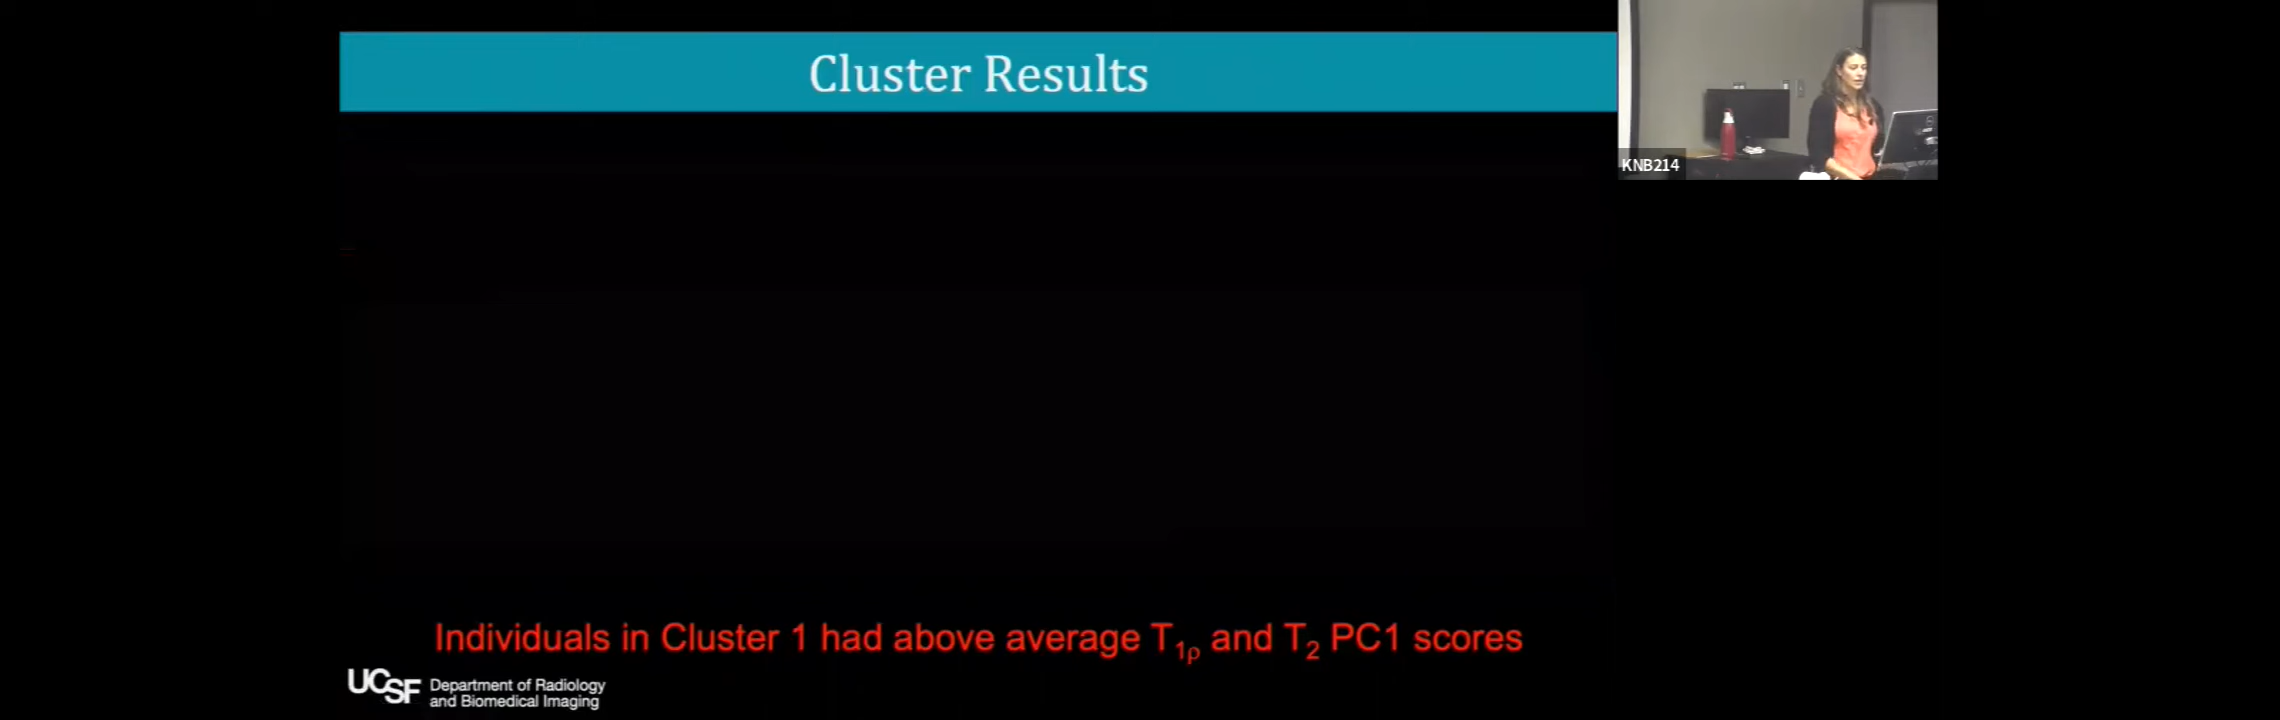 Cluster Results
KNB214
Individuals in Cluster 1 had above average T1ρ and T2 PC1 scores
UCSF Department of Radiology
and Biomedical Imaging